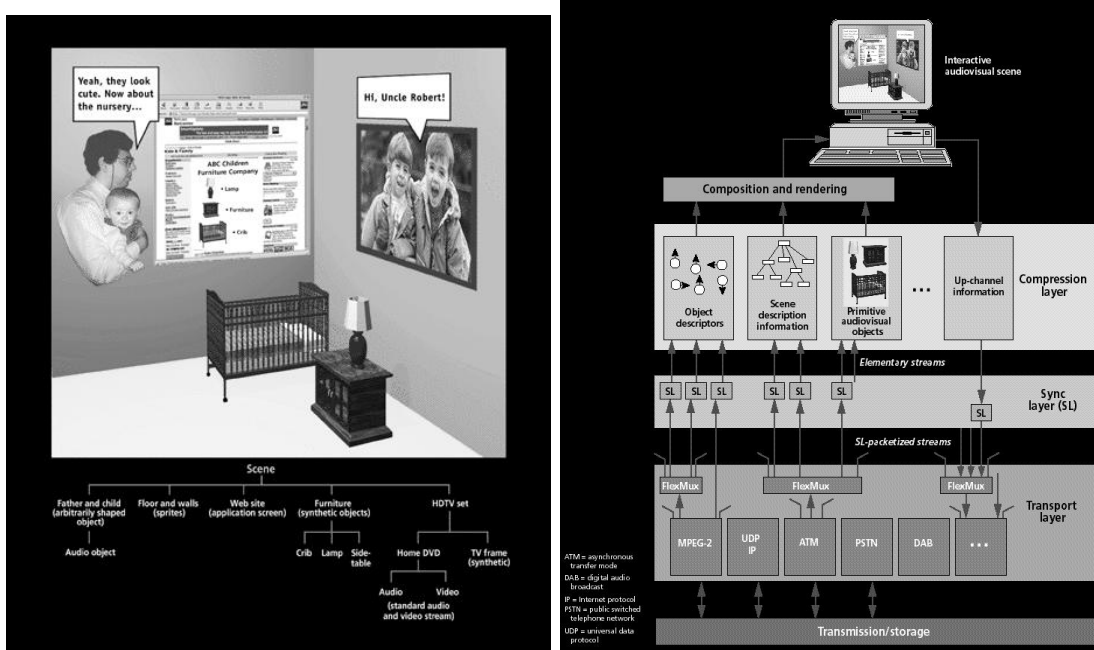 Yeah, they look
cute. Now about
the nursery...
Hi, Uncle Robert!
Kids & Family
ABC Children
Furniture Company
• Lamp
• Furniture
• Crib
Scene
Father and child
(arbitrarily shaped
object)
Floor and walls
(sprites)
Web site
(application screen)
Furniture
(synthetic objects)
HDTV set
Audio object
Crib
Lamp
Side-
table
Home DVD
TV frame
(synthetic)
Audio
Video
(standard audio
and video stream)
Interactive
audiovisual scene
Composition and rendering
Object
descriptors
Scene
description
information
Primitive
audiovisual
objects
...
Up-channel
information
Compression
layer
Elementary streams
SL
SL
SL
SL
SL
SL
SL
Sync
layer (SL)
SL-packetized streams
FlexMux
FlexMux
FlexMux
Transport
layer
MPEG-2
UDP
IP
ATM
PSTN
DAB
...
ATM = asynchronous
transfer mode
DAB = digital audio
broadcast
IP = Internet protocol
PSTN = public switched
telephone network
UDP = universal data
protocol
Transmission/storage